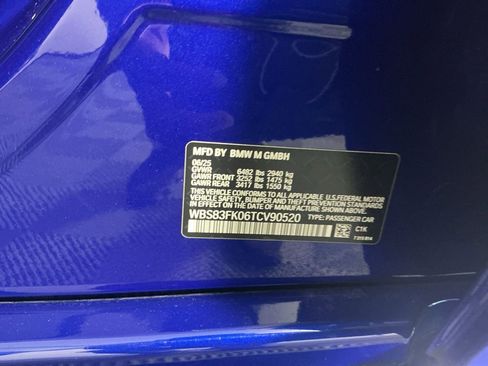 MFD BY BMW M GMBH
06/25
GVWR 6482 lbs 2940 kg
GAWR FRONT 3252 lbs 1475 kg
GAWR REAR 3417 lbs 1550 kg
THIS VEHICLE CONFORMS TO ALL APPLICABLE U.S. FEDERAL MOTOR
VEHICLE SAFETY, BUMPER, AND THEFT PREVENTION
STANDARDS IN EFFECT ON THE DATE OF MANUFACTURE SHOWN ABOVE.
WBS83FK06TCV90520 TYPE: PASSENGER CAR
C1K